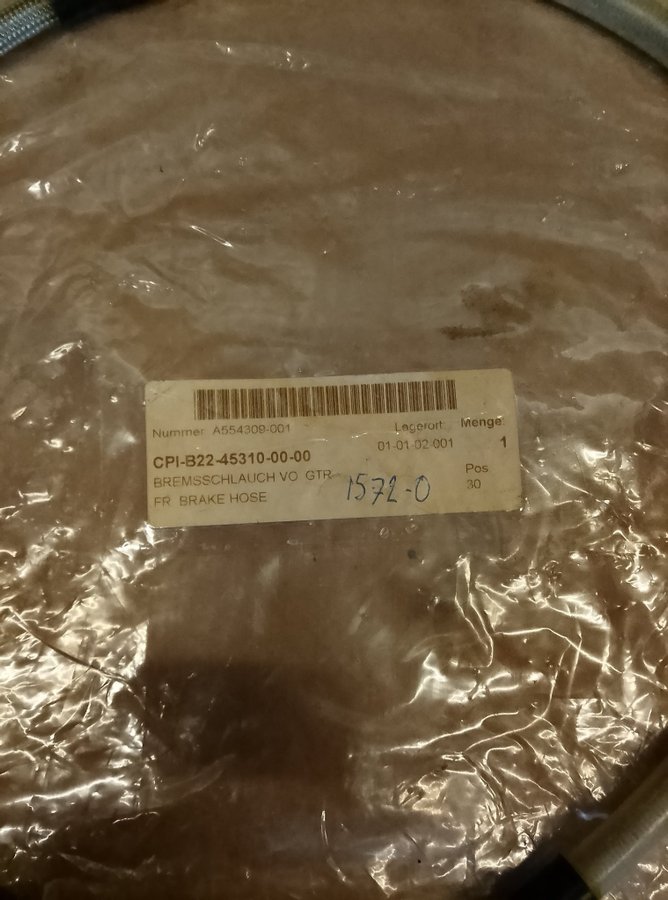 Nummer A554309-001 Lagerort: Menge:
01-01-02-001 1
CPI-B22-45310-00-00
BREMSSCHLAUCH VO GTR Pos
FR BRAKE HOSE 1572-0 30